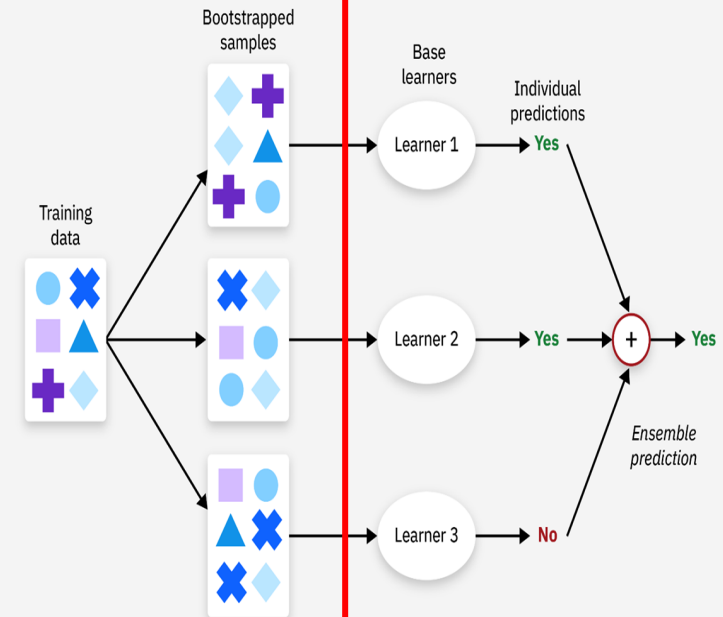 Bootstrapped
samples
Base
learners
Individual
predictions
Learner 1
Yes
Training
data
Learner 2
Yes
+
Yes
Ensemble
prediction
Learner 3
No